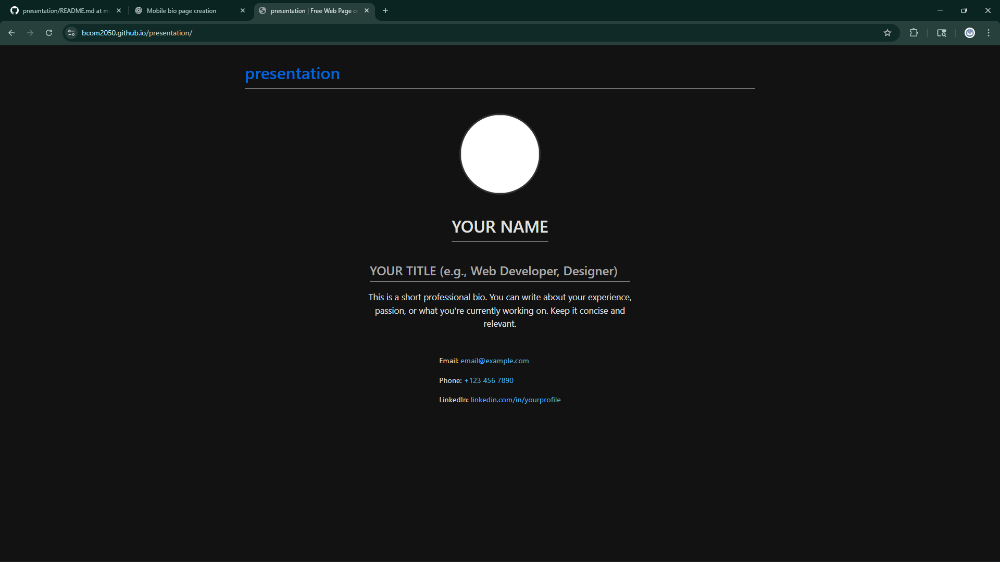 presentation/README.md at m
Mobile bio page creation
presentation | Free Web Page o
bcom2050.github.io/presentation/
presentation
YOUR NAME
YOUR TITLE (e.g., Web Developer, Designer)
This is a short professional bio. You can write about your experience,
passion, or what you're currently working on. Keep it concise and
relevant.
Email: email@example.com
Phone: +123 456 7890
LinkedIn: linkedin.com/in/yourprofile